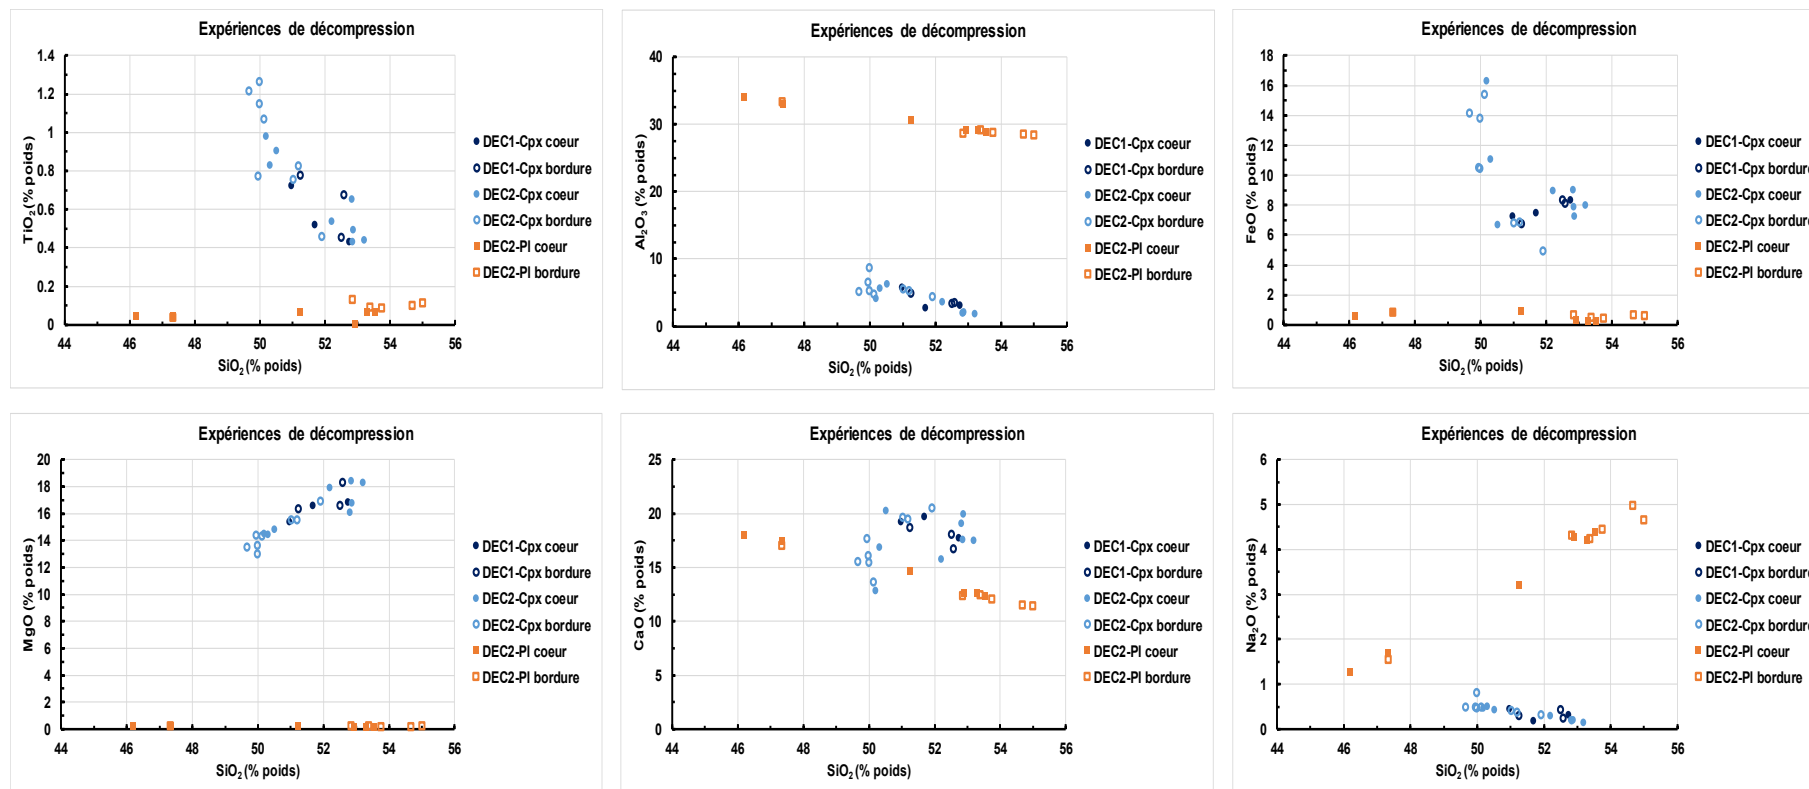 Expériences de décompression
TiO2 (% poids)
1.4
1.2
1
0.8
0.6
0.4
0.2
0
44 46 48 50 52 54 56
SiO2 (% poids)
DEC1-Cpx coeur
DEC1-Cpx bordure
DEC2-Cpx coeur
DEC2-Cpx bordure
DEC2-Pl coeur
DEC2-Pl bordure
Expériences de décompression
Al2O3 (% poids)
40
30
20
10
0
44 46 48 50 52 54 56
SiO2 (% poids)
DEC1-Cpx coeur
DEC1-Cpx bordure
DEC2-Cpx coeur
DEC2-Cpx bordure
DEC2-Pl coeur
DEC2-Pl bordure
Expériences de décompression
FeO (% poids)
18
16
14
12
10
8
6
4
2
0
44 46 48 50 52 54 56
SiO2 (% poids)
DEC1-Cpx coeur
DEC1-Cpx bordure
DEC2-Cpx coeur
DEC2-Cpx bordure
DEC2-Pl coeur
DEC2-Pl bordure
Expériences de décompression
MgO (% poids)
20
18
16
14
12
10
8
6
4
2
0
44 46 48 50 52 54 56
SiO2 (% poids)
DEC1-Cpx coeur
DEC1-Cpx bordure
DEC2-Cpx coeur
DEC2-Cpx bordure
DEC2-Pl coeur
DEC2-Pl bordure
Expériences de décompression
CaO (% poids)
25
20
15
10
5
0
44 46 48 50 52 54 56
SiO2 (% poids)
DEC1-Cpx coeur
DEC1-Cpx bordure
DEC2-Cpx coeur
DEC2-Cpx bordure
DEC2-Pl coeur
DEC2-Pl bordure
Expériences de décompression
Na2O (% poids)
6
5
4
3
2
1
0
44 46 48 50 52 54 56
SiO2 (% poids)
DEC1-Cpx coeur
DEC1-Cpx bordure
DEC2-Cpx coeur
DEC2-Cpx bordure
DEC2-Pl coeur
DEC2-Pl bordure